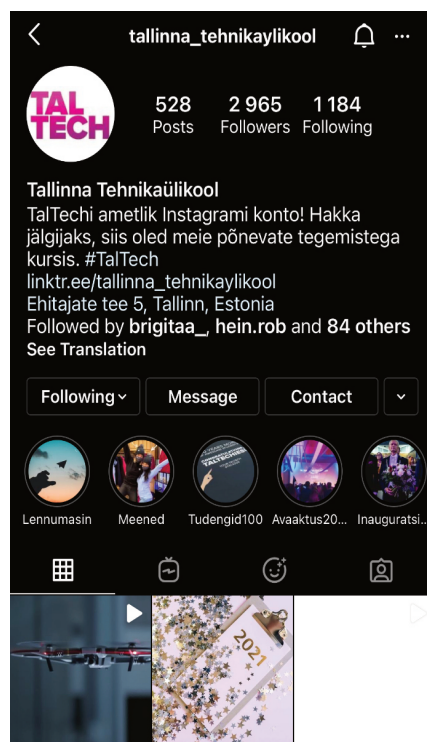 tallinna_tehnikaylikool
TAL
TECH
528
2 965
1 184
Posts
Followers
Following
Tallinna Tehnikaülikool
TalTechi ametlik Instagrami konto! Hakka
jälgijaks, siis oled meie põnevate tegemistega
kursis. #TalTech
linktr.ee/tallinna_tehnikaylikool
Ehitajate tee 5, Tallinn, Estonia
Followed by brigitaa_, hein.rob and 84 others
See Translation
Following
Message
Contact
TALTSCHIES
Lennumasin
Meened
Tudengid100
Avaaktus20...
Inauguratsi...
2021